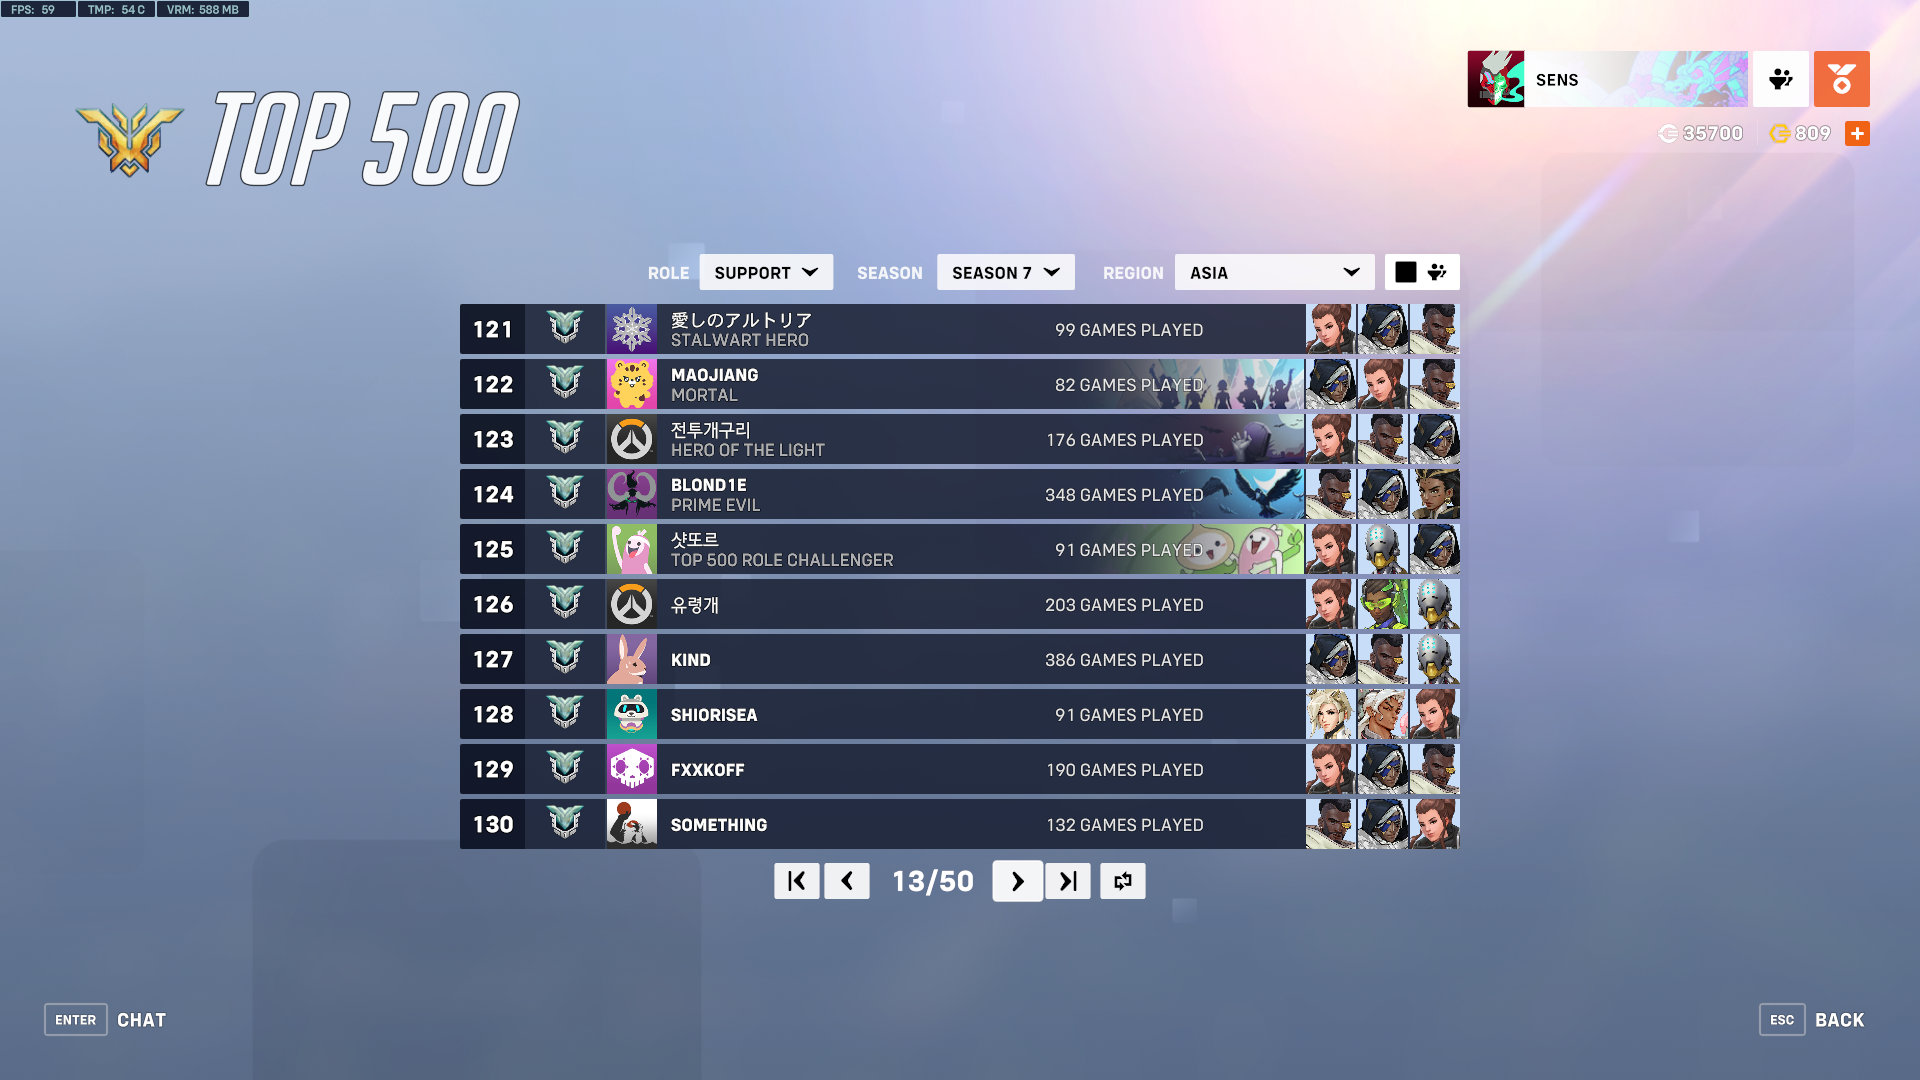 FPS: 59 TMP: 54 C VRM: 588 MB
TOP 500
SENS
35700 809
ROLE SUPPORT SEASON SEASON 7 REGION ASIA
121 愛しのアルトリア 99 GAMES PLAYED
STALWART HERO
122 MAOJIANG 82 GAMES PLAYED
MORTAL
123 전투개구리 176 GAMES PLAYED
HERO OF THE LIGHT
124 BLOND1E 348 GAMES PLAYED
PRIME EVIL
125 샷또르 91 GAMES PLAYED
TOP 500 ROLE CHALLENGER
126 유령개 203 GAMES PLAYED
127 KIND 386 GAMES PLAYED
128 SHIORISEA 91 GAMES PLAYED
129 FXXKOFF 190 GAMES PLAYED
130 SOMETHING 132 GAMES PLAYED
13/50
ENTER CHAT
ESC BACK